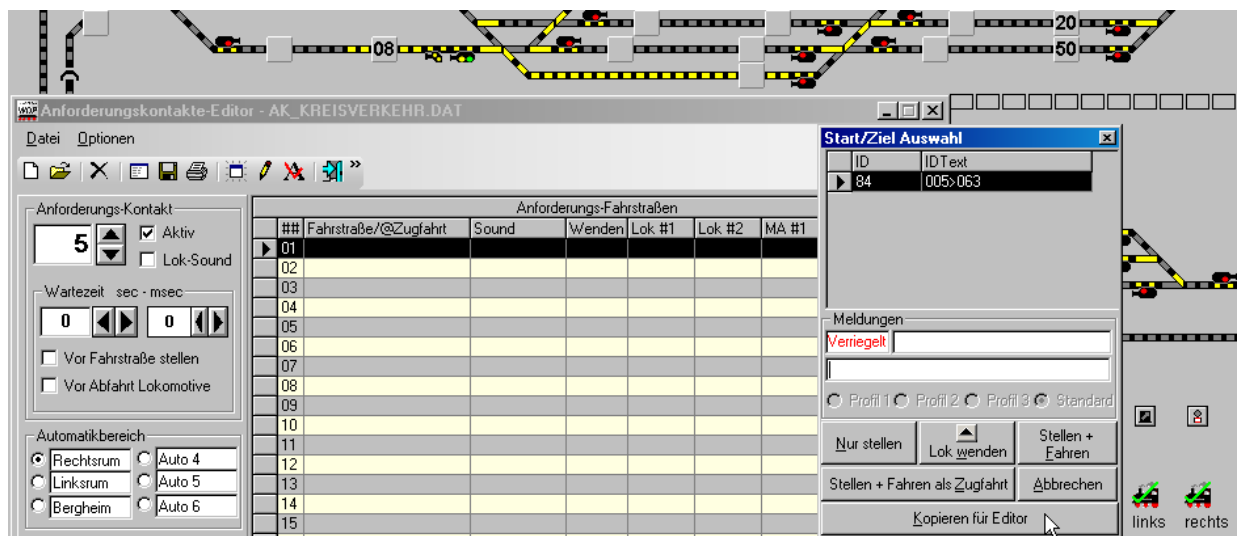 20
08
50
WDP Anforderungskontakte-Editor - AK_KREISVERKEHR.DAT
Datei Optionen
»
Anforderungs-Kontakt
5
Aktiv
Lok-Sound
Wartezeit sec - msec
0 0
Vor Fahrstraße stellen
Vor Abfahrt Lokomotive
Automatikbereich
Rechtsrum Auto 4
Linksrum Auto 5
Bergheim Auto 6
Anforderungs-Fahrstraßen
## Fahrstraße/@Zugfahrt Sound Wenden Lok #1 Lok #2 MA #1
01
02
03
04
05
06
07
08
09
10
11
12
13
14
15
Start/Ziel Auswahl
ID IDText
84 005>063
Meldungen
Verriegelt
Profil 1 Profil 2 Profil 3 Standard
Nur stellen
Lok wenden
Stellen +
Fahren
Stellen + Fahren als Zugfahrt
Abbrechen
Kopieren für Editor
links rechts